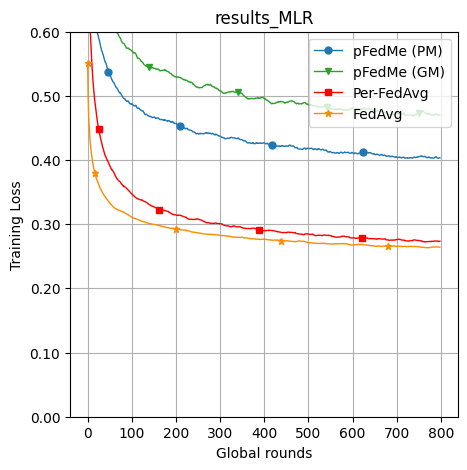 results_MLR
0.60
0.50
0.40
0.30
0.20
0.10
0.00
Training Loss
pFedMe (PM)
pFedMe (GM)
Per-FedAvg
FedAvg
0 100 200 300 400 500 600 700 800
Global rounds